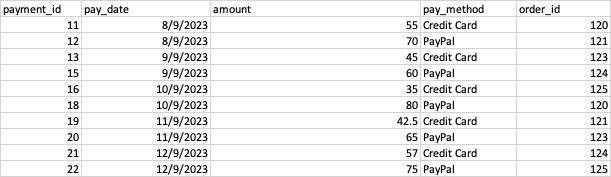 payment_id pay_date amount pay_method order_id
11 8/9/2023 55 Credit Card 120
12 8/9/2023 70 PayPal 121
13 9/9/2023 45 Credit Card 123
15 9/9/2023 60 PayPal 124
16 10/9/2023 35 Credit Card 125
18 10/9/2023 80 PayPal 120
19 11/9/2023 42.5 Credit Card 121
20 11/9/2023 65 PayPal 123
21 12/9/2023 57 Credit Card 124
22 12/9/2023 75 PayPal 125